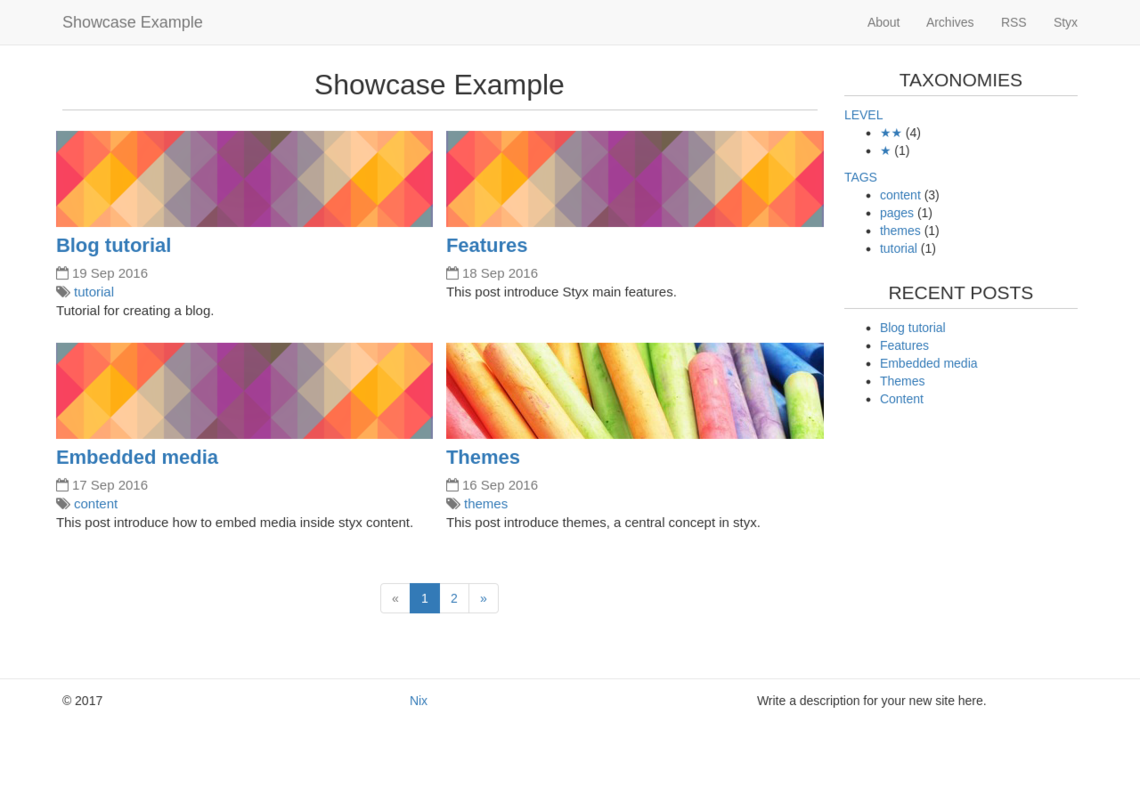 Showcase Example
About
Archives
RSS
Styx
Showcase Example
Blog tutorial
19 Sep 2016
tutorial
Tutorial for creating a blog.
Features
18 Sep 2016
This post introduce Styx main features.
Embedded media
17 Sep 2016
content
This post introduce how to embed media inside styx content.
Themes
16 Sep 2016
themes
This post introduce themes, a central concept in styx.
« 1 2 »
TAXONOMIES
LEVEL
★★ (4)
★ (1)
TAGS
content (3)
pages (1)
themes (1)
tutorial (1)
RECENT POSTS
Blog tutorial
Features
Embedded media
Themes
Content
© 2017
Nix
Write a description for your new site here.